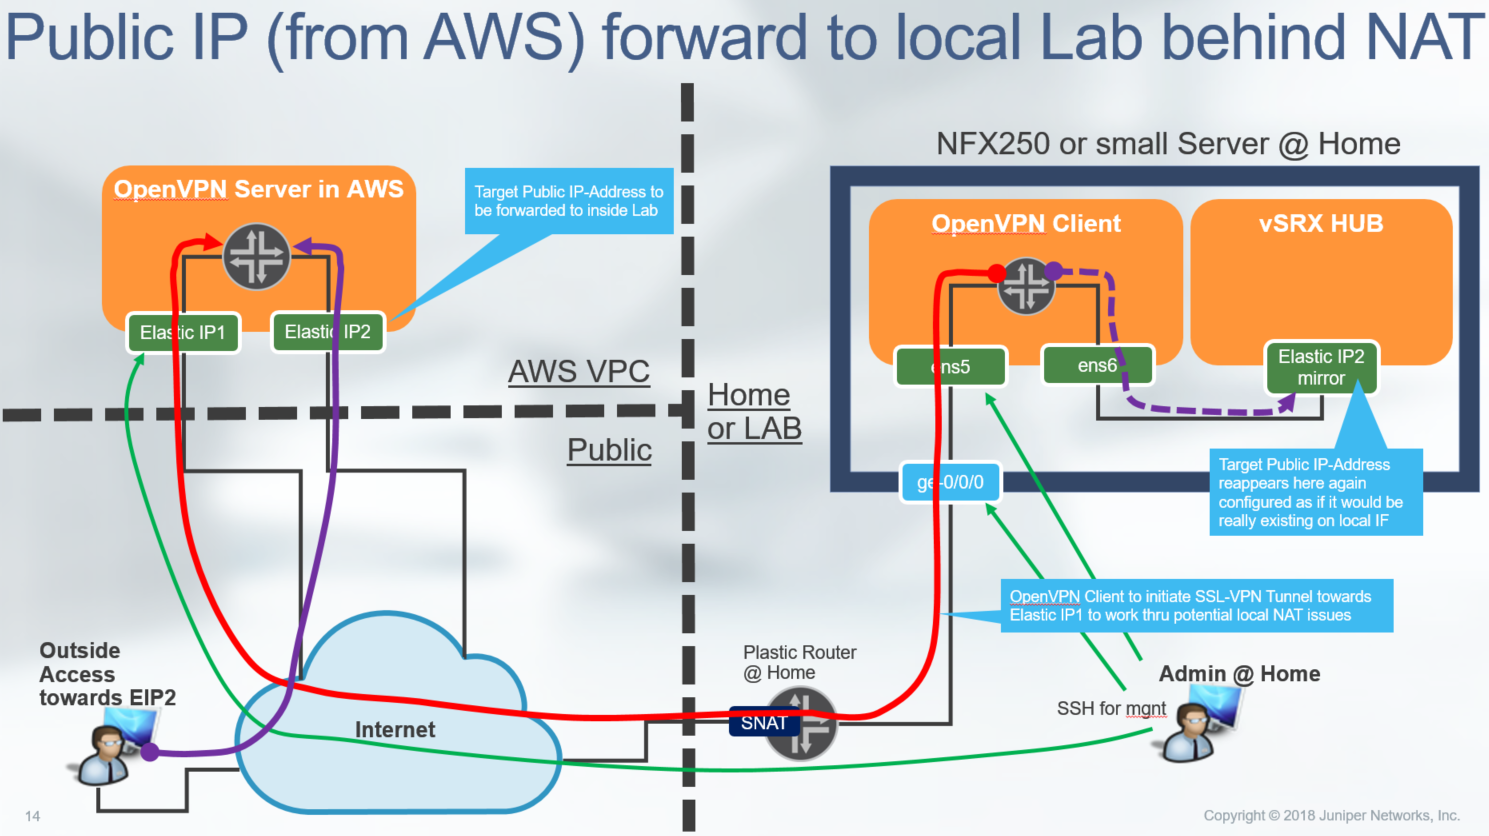 Public IP (from AWS) forward to local Lab behind NAT
NFX250 or small Server @ Home
OpenVPN Server in AWS
Target Public IP-Address to
be forwarded to inside Lab
OpenVPN Client
vSRX HUB
Elastic IP1
Elastic IP2
ens5
ens6
Elastic IP2
mirror
AWS VPC
Home
or LAB
Public
ge-0/0/0
Target Public IP-Address
reappears here again
configured as if it would be
really existing on local IF
OpenVPN Client to initiate SSL-VPN Tunnel towards
Elastic IP1 to work thru potential local NAT issues
Outside
Access
towards EIP2
Plastic Router
@ Home
Admin @ Home
SSH for mgnt
SNAT
Internet
14
Copyright © 2018 Juniper Networks, Inc.